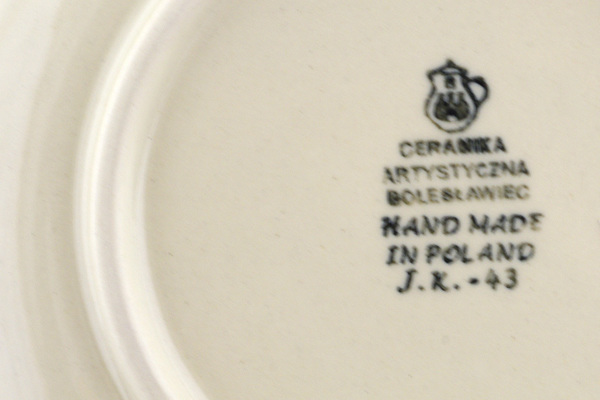 CERAMIKA
ARTYSTYCZNA
BOLESŁAWIEC
HAND MADE
IN POLAND
J.K.-43